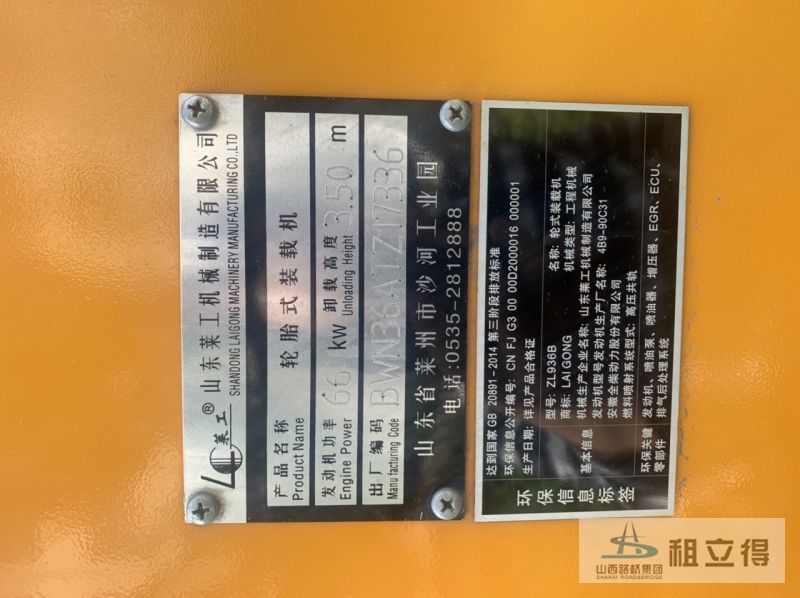 莱工®
山东莱工机械制造有限公司
SHANDONG LAIGONG MACHINERY MANUFACTURING CO.,LTD
产品名称 轮胎式装载机
Product Name
发动机功率 66 kw 卸载高度 3.50 m
Engine Power Unloading Height
出厂编码 BWN36ATZ17336
Manufacturing Code
山东省莱州市沙河工业园
电话:0535-2812888
环保信息标签
达到国家GB 20891-2014 第三阶段排放标准
环保信息公开编号: CN FJ G3 00 00D2000016 000001
生产日期: 详见产品合格证
基本信息
型号: ZL936B 名称: 轮式装载机
商标: LAI GONG 机械类型: 工程机械
机械生产企业名称: 山东莱工机械制造有限公司
发动机型号发动机生产厂名称: 4B9-90C31
安徽全柴动力股份有限公司
燃料喷射系统型式: 高压共轨
环保关键零部件
发动机、喷油泵、喷油器、增压器、EGR、ECU、
排气后处理系统
山西路桥集团
SHANXI ROAD&BRIDGE
租立得